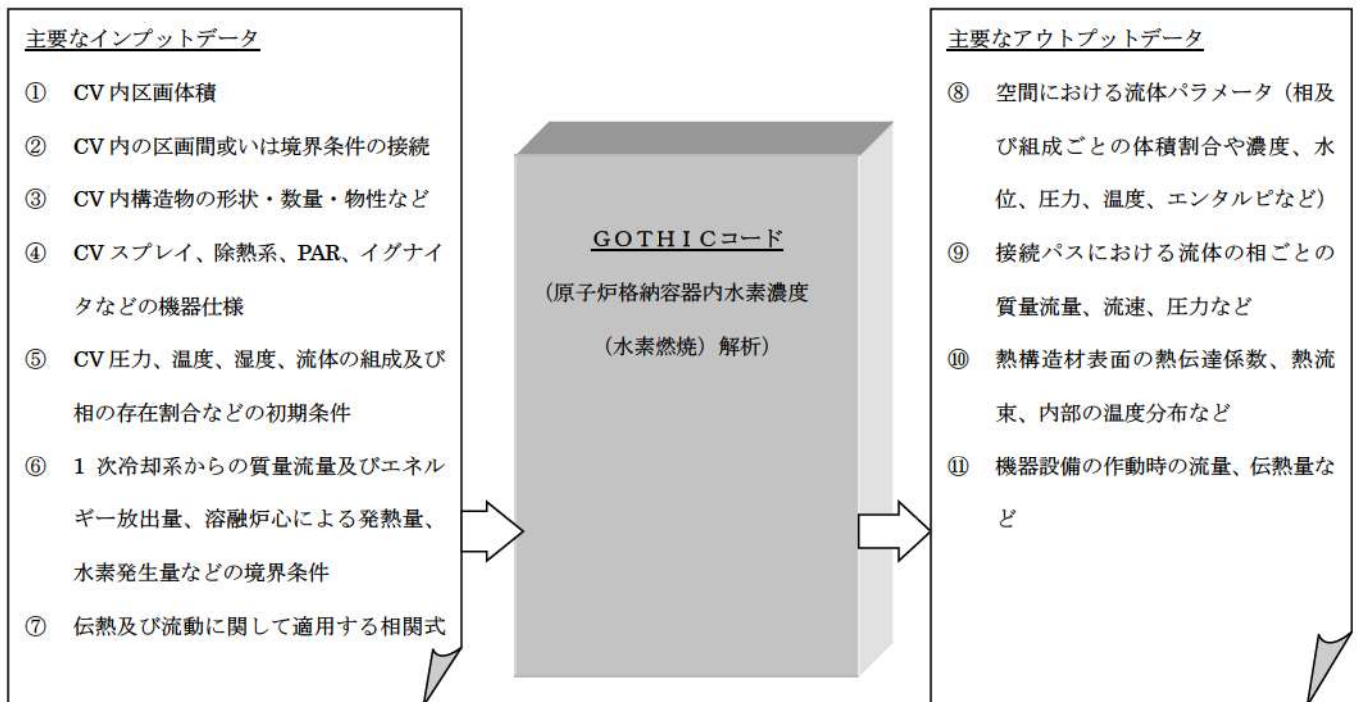 主要なインプットデータ
① CV 内区画体積
② CV 内の区画間或いは境界条件の接続
③ CV 内構造物の形状・数量・物性など
④ CV スプレイ、除熱系、PAR、イグナイ
タなどの機器仕様
⑤ CV 圧力、温度、湿度、流体の組成及び
相の存在割合などの初期条件
⑥ 1 次冷却系からの質量流量及びエネル
ギー放出量、溶融炉心による発熱量、
水素発生量などの境界条件
⑦ 伝熱及び流動に関して適用する相関式
GOTHICコード
(原子炉格納容器内水素濃度
(水素燃焼)解析)
主要なアウトプットデータ
⑧ 空間における流体パラメータ(相及
び組成ごとの体積割合や濃度、水
位、圧力、温度、エンタルピなど)
⑨ 接続パスにおける流体の相ごとの
質量流量、流速、圧力など
⑩ 熱構造材表面の熱伝達係数、熱流
束、内部の温度分布など
⑪ 機器設備の作動時の流量、伝熱量な
ど